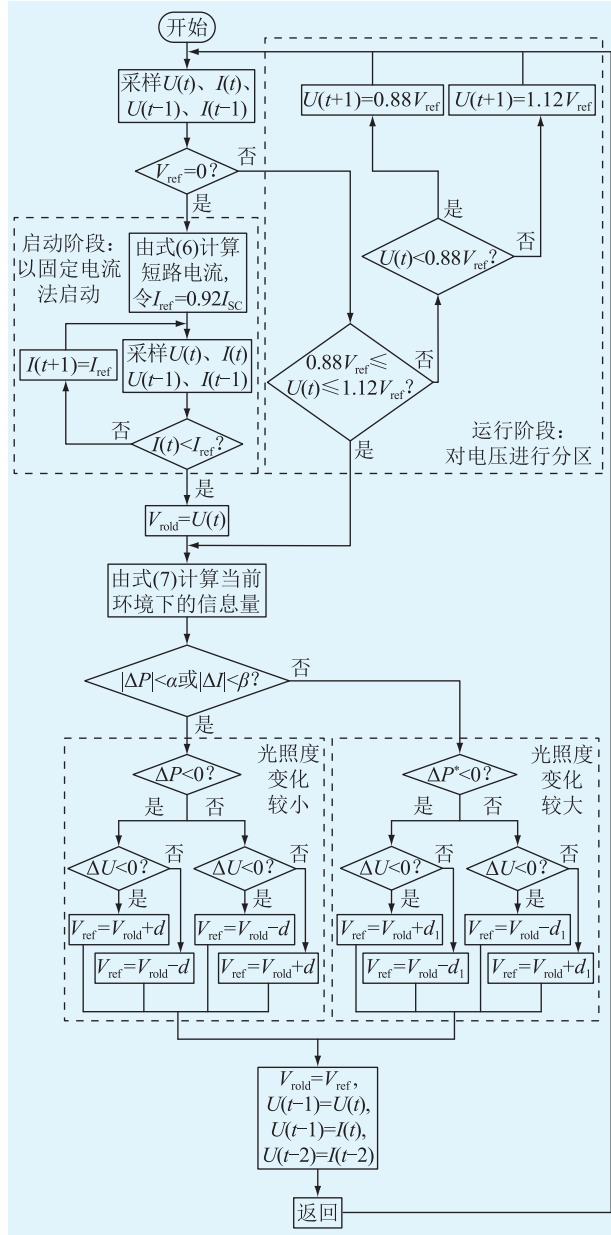 开始
采样U(t)、I(t)、
U(t−1)、I(t−1)
U(t+1)=0.88Vref
U(t+1)=1.12Vref
Vref=0?
否
是
是
否
U(t)<0.88Vref?
启动阶段:
以固定电流
法启动
由式(6)计算
短路电流,
令Iref=0.92ISC
I(t+1)=Iref
采样U(t)、I(t)
U(t−1)、I(t−1)
0.88Vref≤
U(t)≤1.12Vref?
否
否
I(t)<Iref?
运行阶段:
对电压进行分区
是
是
Vrold=U(t)
由式(7)计算当前
环境下的信息量
|ΔP|<α或|ΔI|<β?
否
是
光照度
变化
较小
ΔP<0?
是
否
ΔU<0?
否
ΔU<0?
否
是
是
Vref=Vrold+d
Vref=Vrold−d
Vref=Vrold−d
Vref=Vrold+d
光照度
变化
较大
ΔP*<0?
是
否
ΔU<0?
否
ΔU<0?
否
是
是
Vref=Vrold+d1
Vref=Vrold−d1
Vref=Vrold−d1
Vref=Vrold+d1
Vrold=Vref,
U(t−1)=U(t),
U(t−1)=I(t),
U(t−2)=I(t−2)
返回